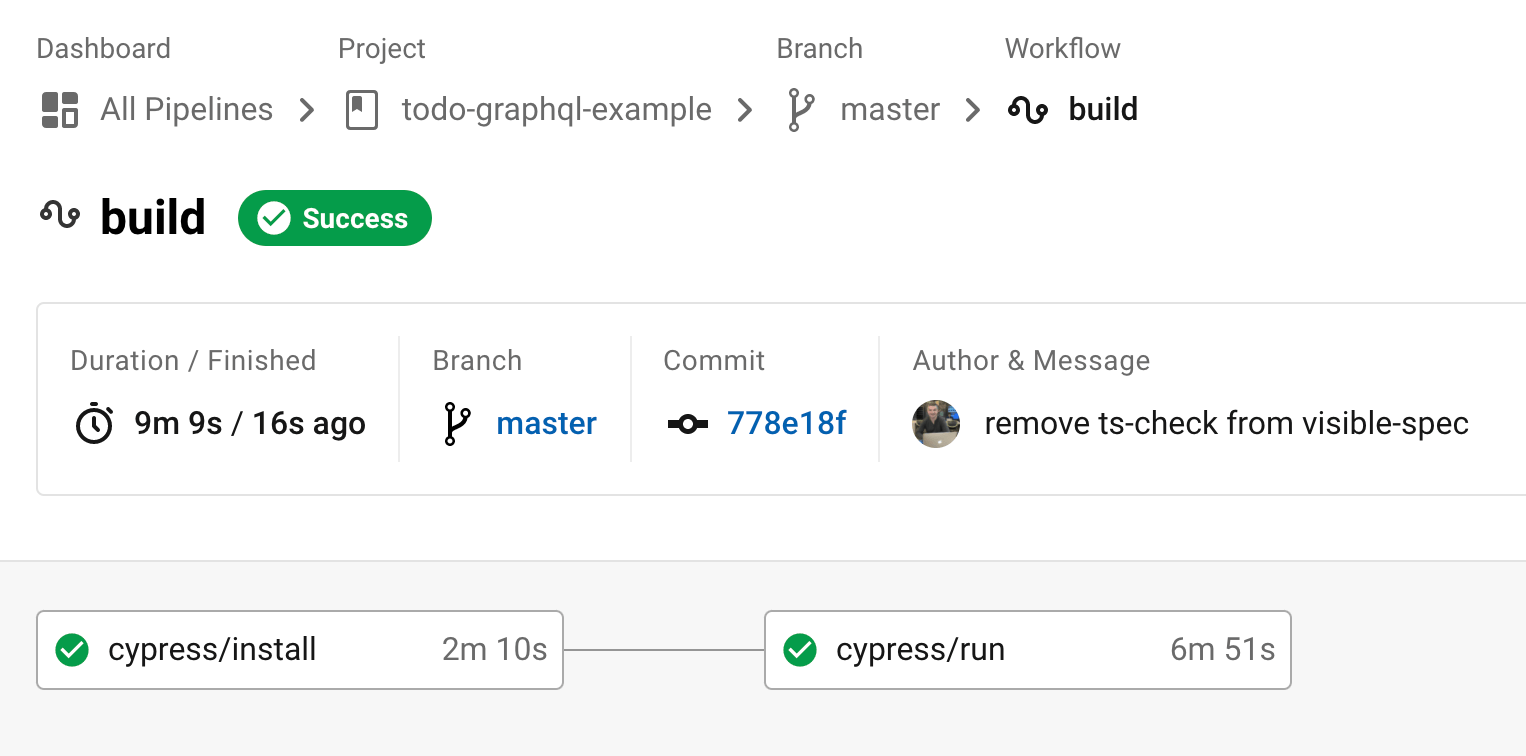 Dashboard Project Branch Workflow
All Pipelines todo-graphql-example master build
build Success
Duration / Finished Branch Commit Author & Message
9m 9s / 16s ago master 778e18f remove ts-check from visible-spec
cypress/install 2m 10s cypress/run 6m 51s